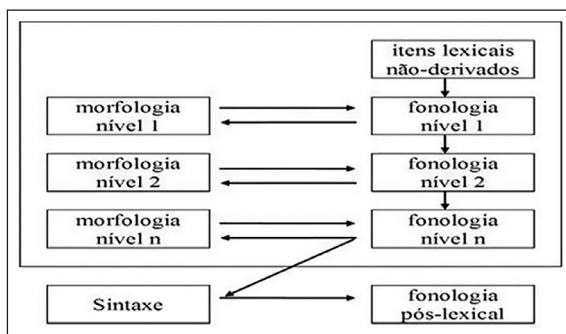 itens lexicais
não-derivados
morfologia
nível 1
fonologia
nível 1
morfologia
nível 2
fonologia
nível 2
morfologia
nível n
fonologia
nível n
Sintaxe
fonologia
pós-lexical